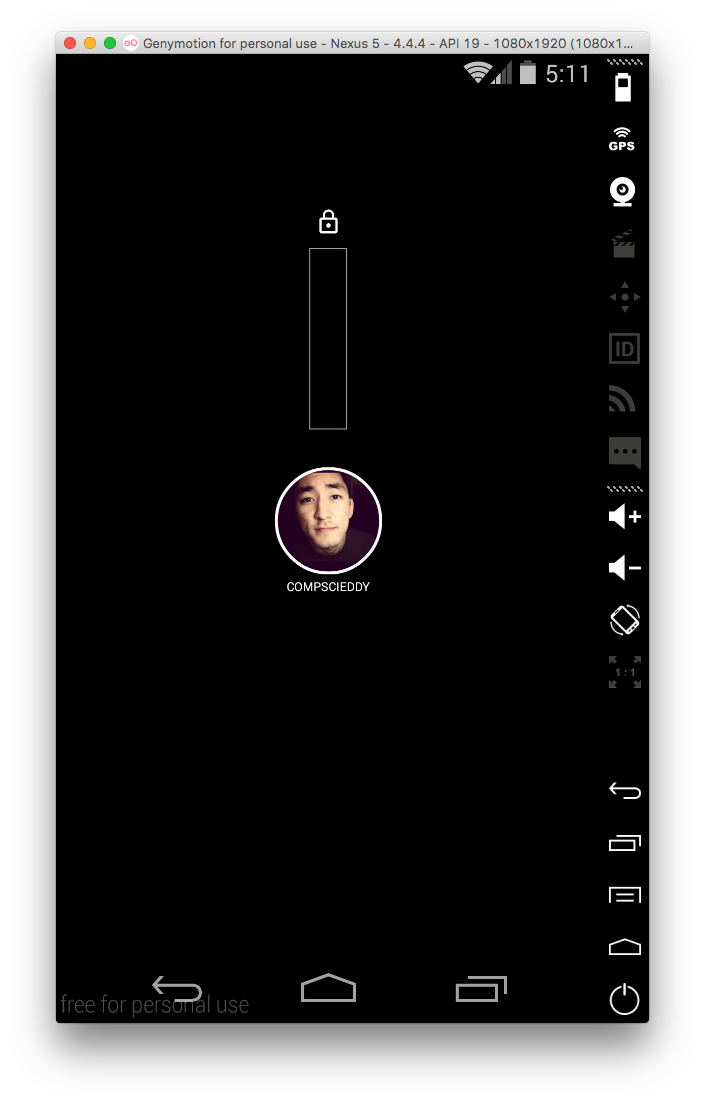 Genymotion for personal use - Nexus 5 - 4.4.4 - API 19 - 1080x1920 (1080x1...
5:11
GPS
ID
COMPSCIEDDY
1:1
free for personal use